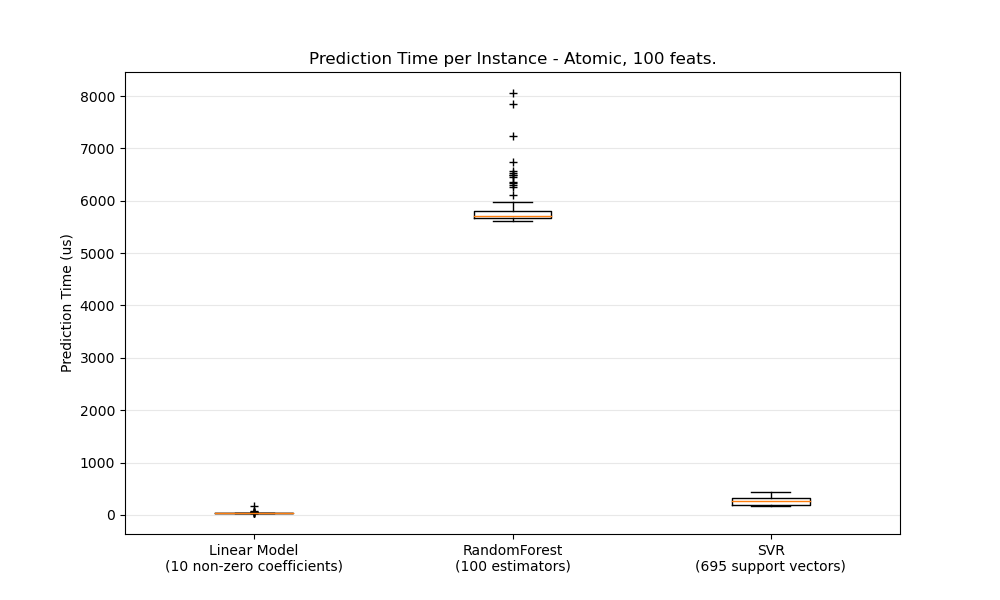 Prediction Time per Instance - Atomic, 100 feats.
Prediction Time (us)
8000
7000
6000
5000
4000
3000
2000
1000
0
Linear Model
(10 non-zero coefficients)
RandomForest
(100 estimators)
SVR
(695 support vectors)